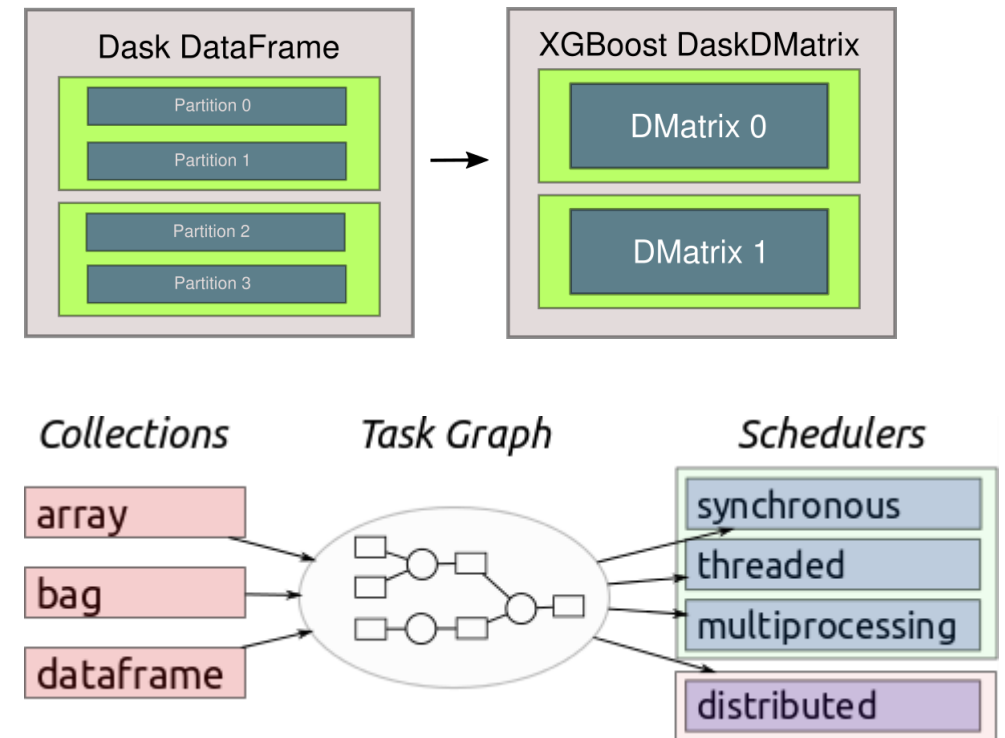 Dask DataFrame
Partition 0
Partition 1
Partition 2
Partition 3
XGBoost DaskDMatrix
DMatrix 0
DMatrix 1
Collections
array
bag
dataframe
Task Graph
Schedulers
synchronous
threaded
multiprocessing
distributed